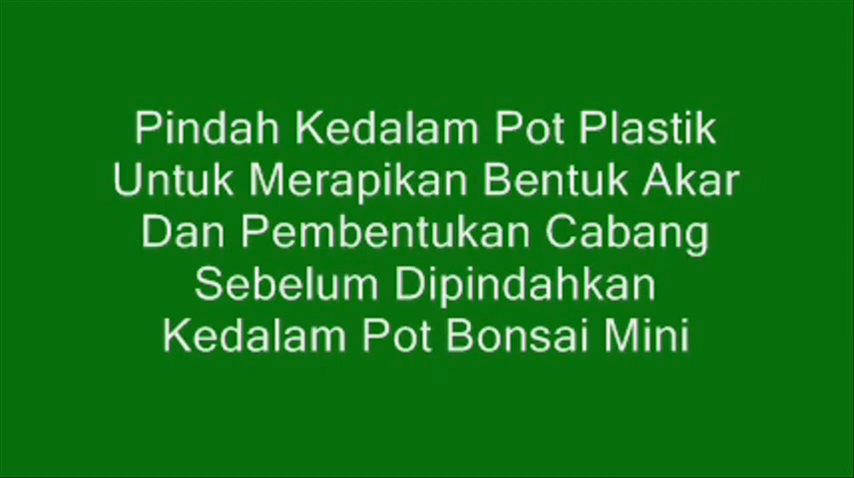 Pindah Kedalam Pot Plastik
Untuk Merapikan Bentuk Akar
Dan Pembentukan Cabang
Sebelum Dipindahkan
Kedalam Pot Bonsai Mini